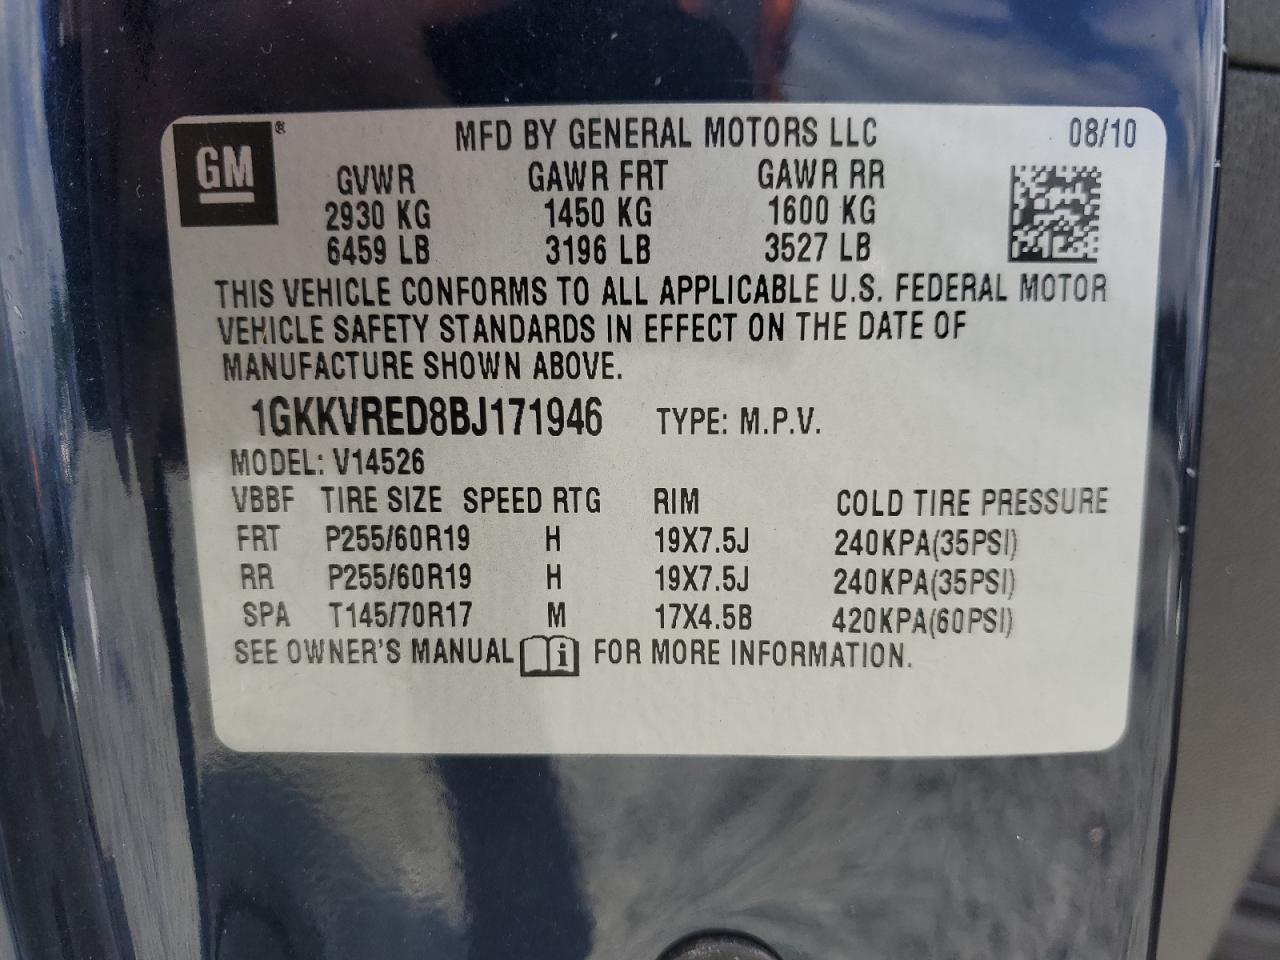 GM ® MFD BY GENERAL MOTORS LLC 08/10
GVWR GAWR FRT GAWR RR
2930 KG 1450 KG 1600 KG
6459 LB 3196 LB 3527 LB
THIS VEHICLE CONFORMS TO ALL APPLICABLE U.S. FEDERAL MOTOR
VEHICLE SAFETY STANDARDS IN EFFECT ON THE DATE OF
MANUFACTURE SHOWN ABOVE.
1GKKVRED8BJ171946 TYPE: M.P.V.
MODEL: V14526
VBBF TIRE SIZE SPEED RTG RIM COLD TIRE PRESSURE
FRT P255/60R19 H 19X7.5J 240KPA(35PSI)
RR P255/60R19 H 19X7.5J 240KPA(35PSI)
SPA T145/70R17 M 17X4.5B 420KPA(60PSI)
SEE OWNER'S MANUAL i FOR MORE INFORMATION.